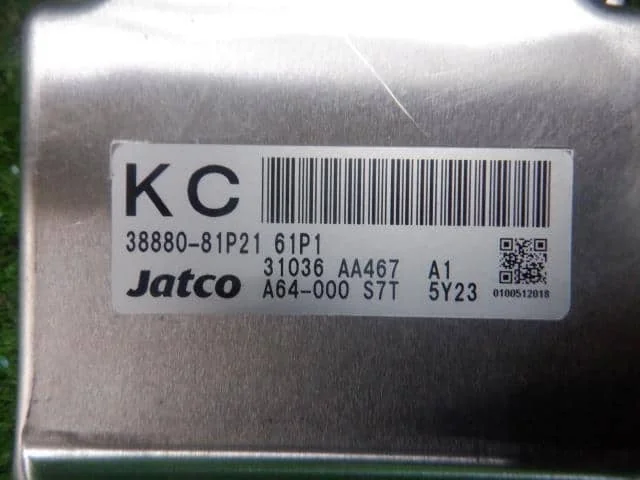 KC
38880-81P21 61P1
31036 AA467 A1
Jatco A64-000 S7T 5Y23
0100512018